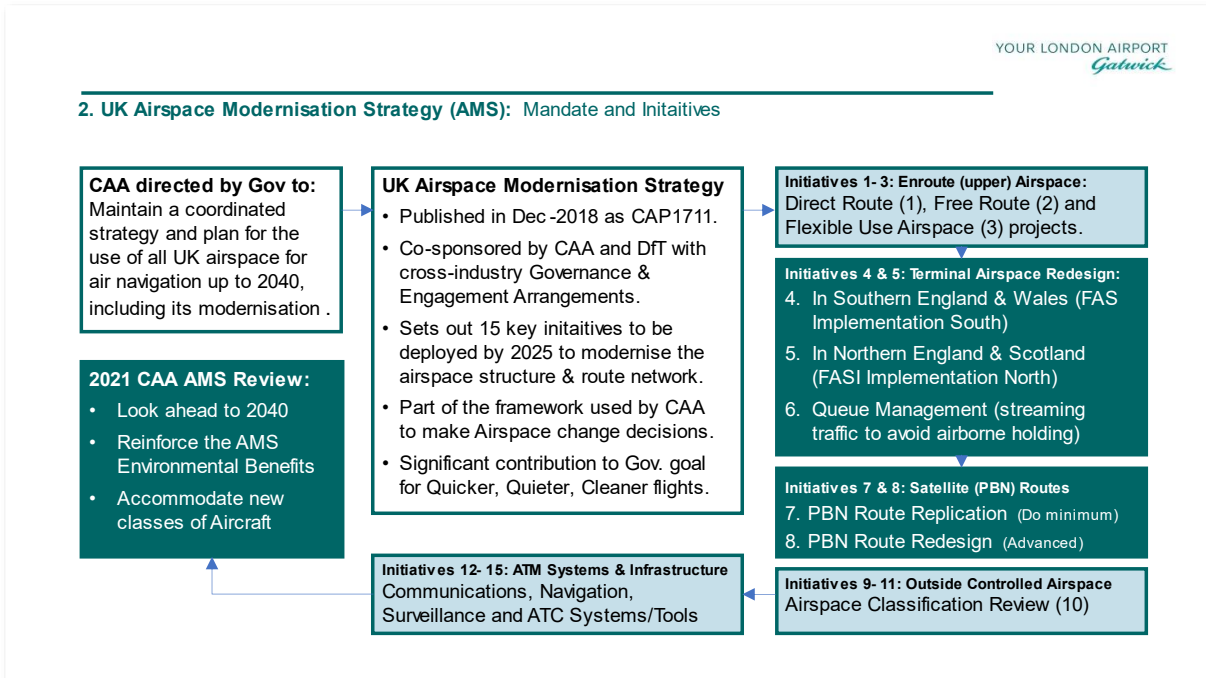 YOUR LONDON AIRPORT
Gatwick
2. UK Airspace Modernisation Strategy (AMS): Mandate and Initaitives
CAA directed by Gov to:
Maintain a coordinated
strategy and plan for the
use of all UK airspace for
air navigation up to 2040,
including its modernisation .
2021 CAA AMS Review:
• Look ahead to 2040
• Reinforce the AMS
Environmental Benefits
• Accommodate new
classes of Aircraft
UK Airspace Modernisation Strategy
• Published in Dec-2018 as CAP1711.
• Co-sponsored by CAA and DfT with
cross-industry Governance &
Engagement Arrangements.
• Sets out 15 key initaitives to be
deployed by 2025 to modernise the
airspace structure & route network.
• Part of the framework used by CAA
to make Airspace change decisions.
• Significant contribution to Gov. goal
for Quicker, Quieter, Cleaner flights.
Initiatives 1- 3: Enroute (upper) Airspace:
Direct Route (1), Free Route (2) and
Flexible Use Airspace (3) projects.
Initiatives 4 & 5: Terminal Airspace Redesign:
4. In Southern England & Wales (FAS
Implementation South)
5. In Northern England & Scotland
(FASI Implementation North)
6. Queue Management (streaming
traffic to avoid airborne holding)
Initiatives 7 & 8: Satellite (PBN) Routes
7. PBN Route Replication (Do minimum)
8. PBN Route Redesign (Advanced)
Initiatives 9- 11: Outside Controlled Airspace
Airspace Classification Review (10)
Initiatives 12- 15: ATM Systems & Infrastructure
Communications, Navigation,
Surveillance and ATC Systems/Tools